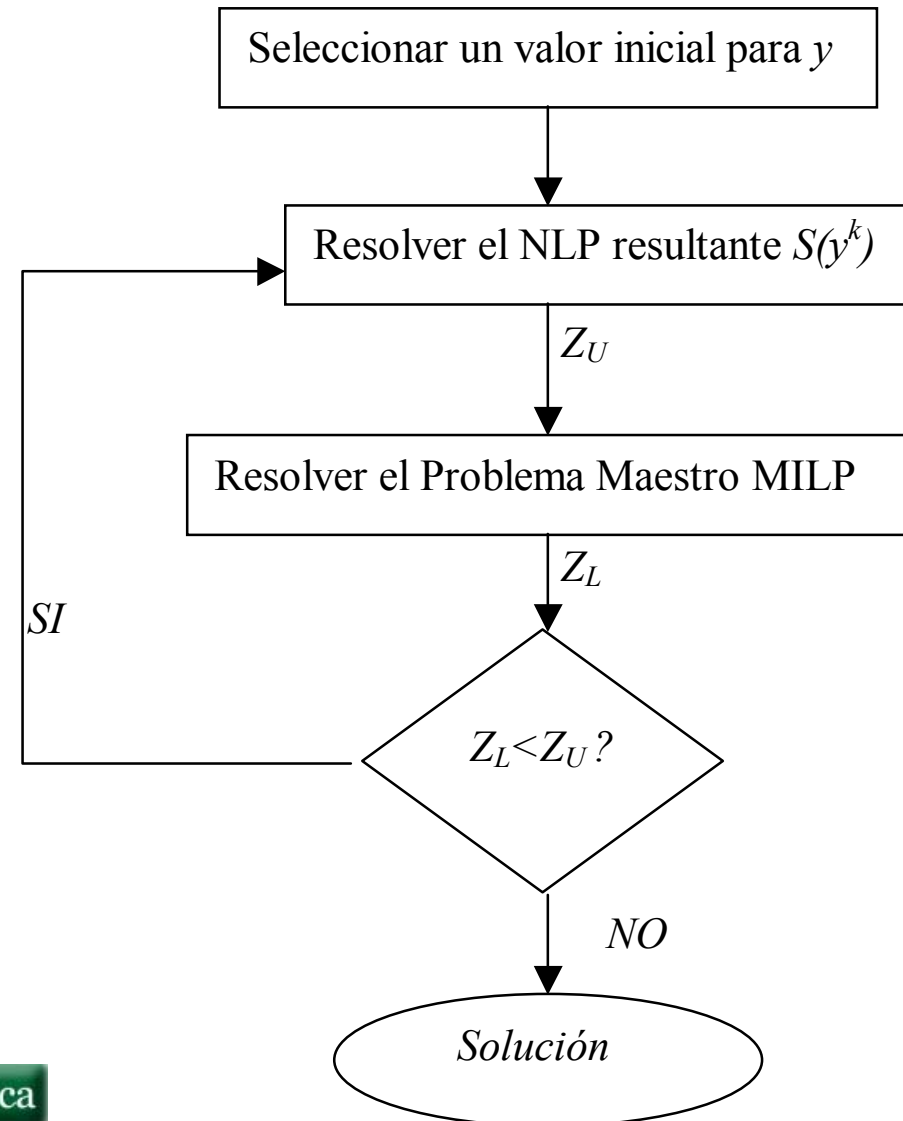 Seleccionar un valor inicial para y
Resolver el NLP resultante S(y^k)
Z_U
Resolver el Problema Maestro MILP
Z_L
SI
Z_L<Z_U?
NO
Solución
ca